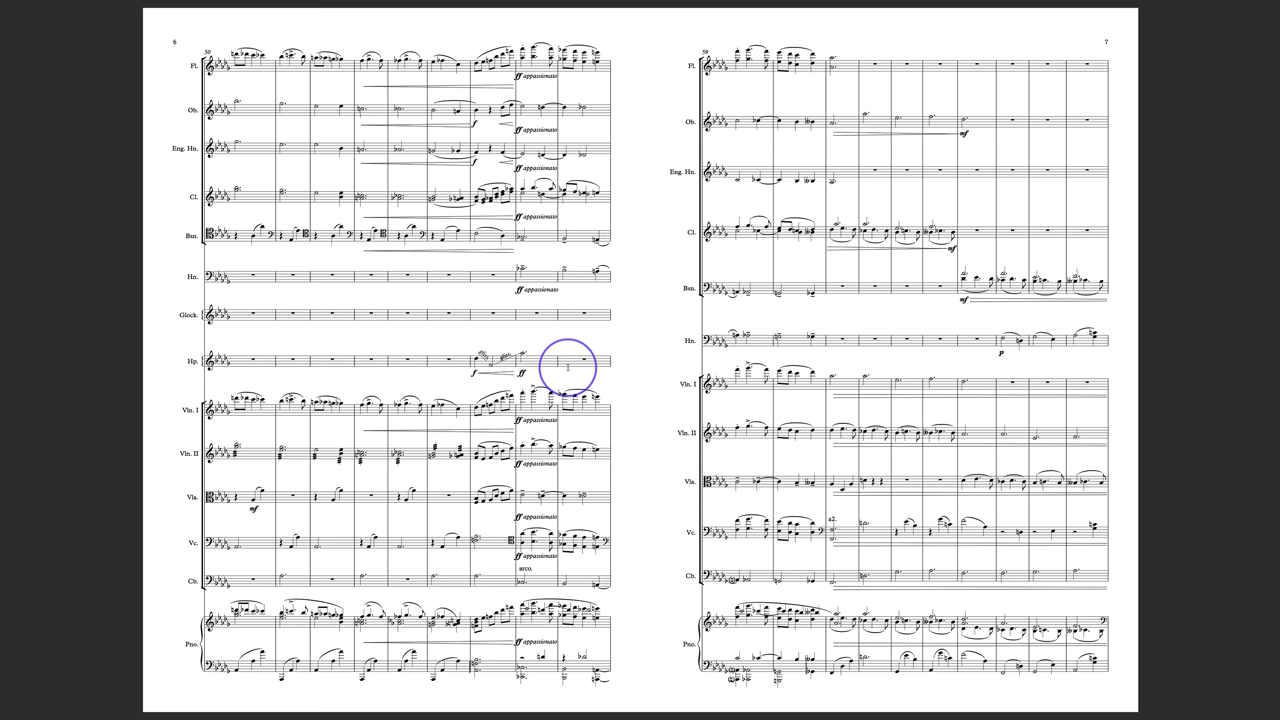 6
50
Fl.
ff appassionato
Ob.
f
ff appassionato
Eng. Hn.
f
ff appassionato
Cl.
ff appassionato
Bsn.
Hn.
ff appassionato
Glock.
Hp.
f
ff
Vln. I
ff appassionato
Vln. II
ff appassionato
Vla.
mf
ff appassionato
Vc.
ff appassionato
arco.
Cb.
Pno.
ff appassionato
7
59
Fl.
Ob.
mf
Eng. Hn.
Cl.
mf
Bsn.
mf
Hn.
p
Vln. I
Vln. II
Vla.
a2.
Vc.
Cb.
Pno.